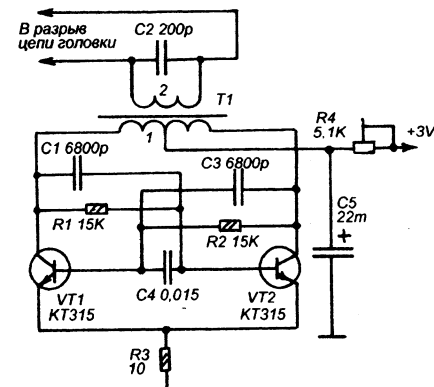 В разрыв
цепи головки
C2 200p
2
T1
1
R4
5,1K
+3V
C1 6800p
C3 6800p
C5
22m
+
R1 15K
R2 15K
C4 0,015
VT1
KT315
VT2
KT315
R3
10